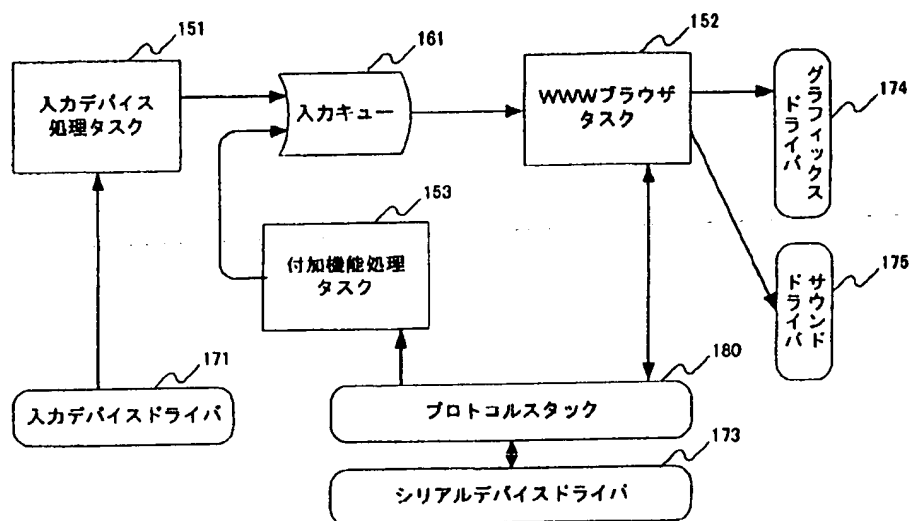 151
入力デバイス
処理タスク
161
入力キュー
152
WWWブラウザ
タスク
グラフィックス
ドライバ
174
153
付加機能処理
タスク
サウンド
ドライバ
175
171
入力デバイスドライバ
180
プロトコルスタック
173
シリアルデバイスドライバ